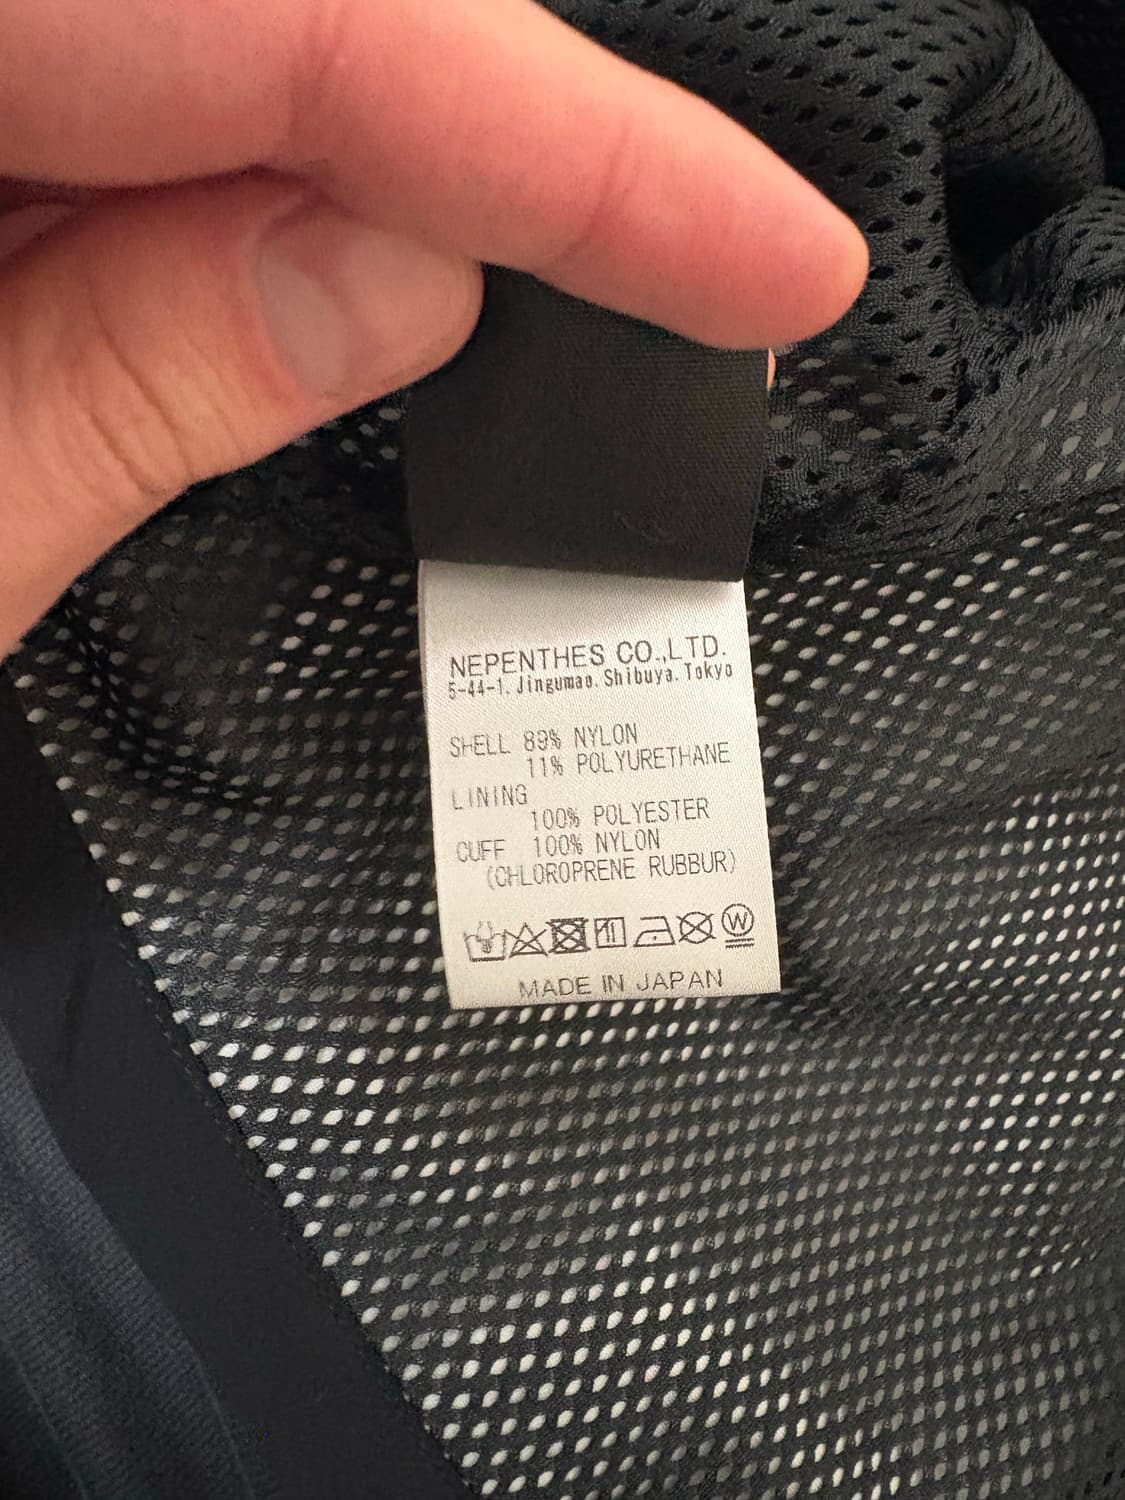 NEPENTHES CO.,LTD.
5-44-1. Jingumae. Shibuya. Tokyo
SHELL 89% NYLON
11% POLYURETHANE
LINING
100% POLYESTER
CUFF 100% NYLON
(CHLOROPRENE RUBBUR)
W
MADE IN JAPAN